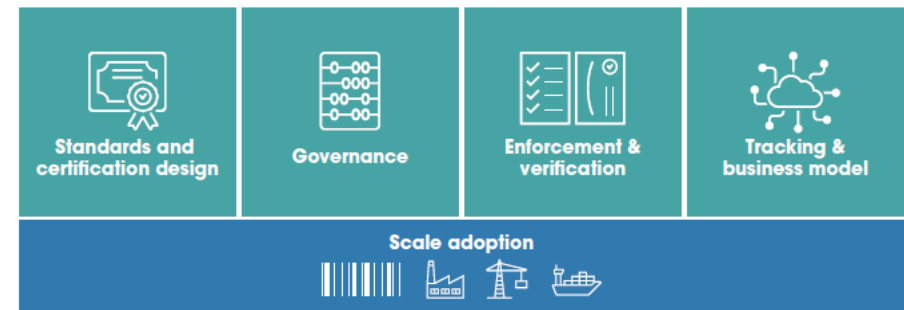 Standards and
certification design
Governance
Enforcement &
verification
Tracking &
business model
Scale adoption